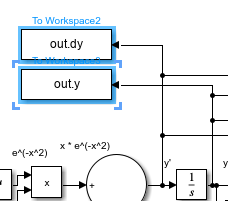 To Workspace2
out.dy
out.y
y'
y
x * e^(-x^2)
e^(-x^2)
x
+
1
s